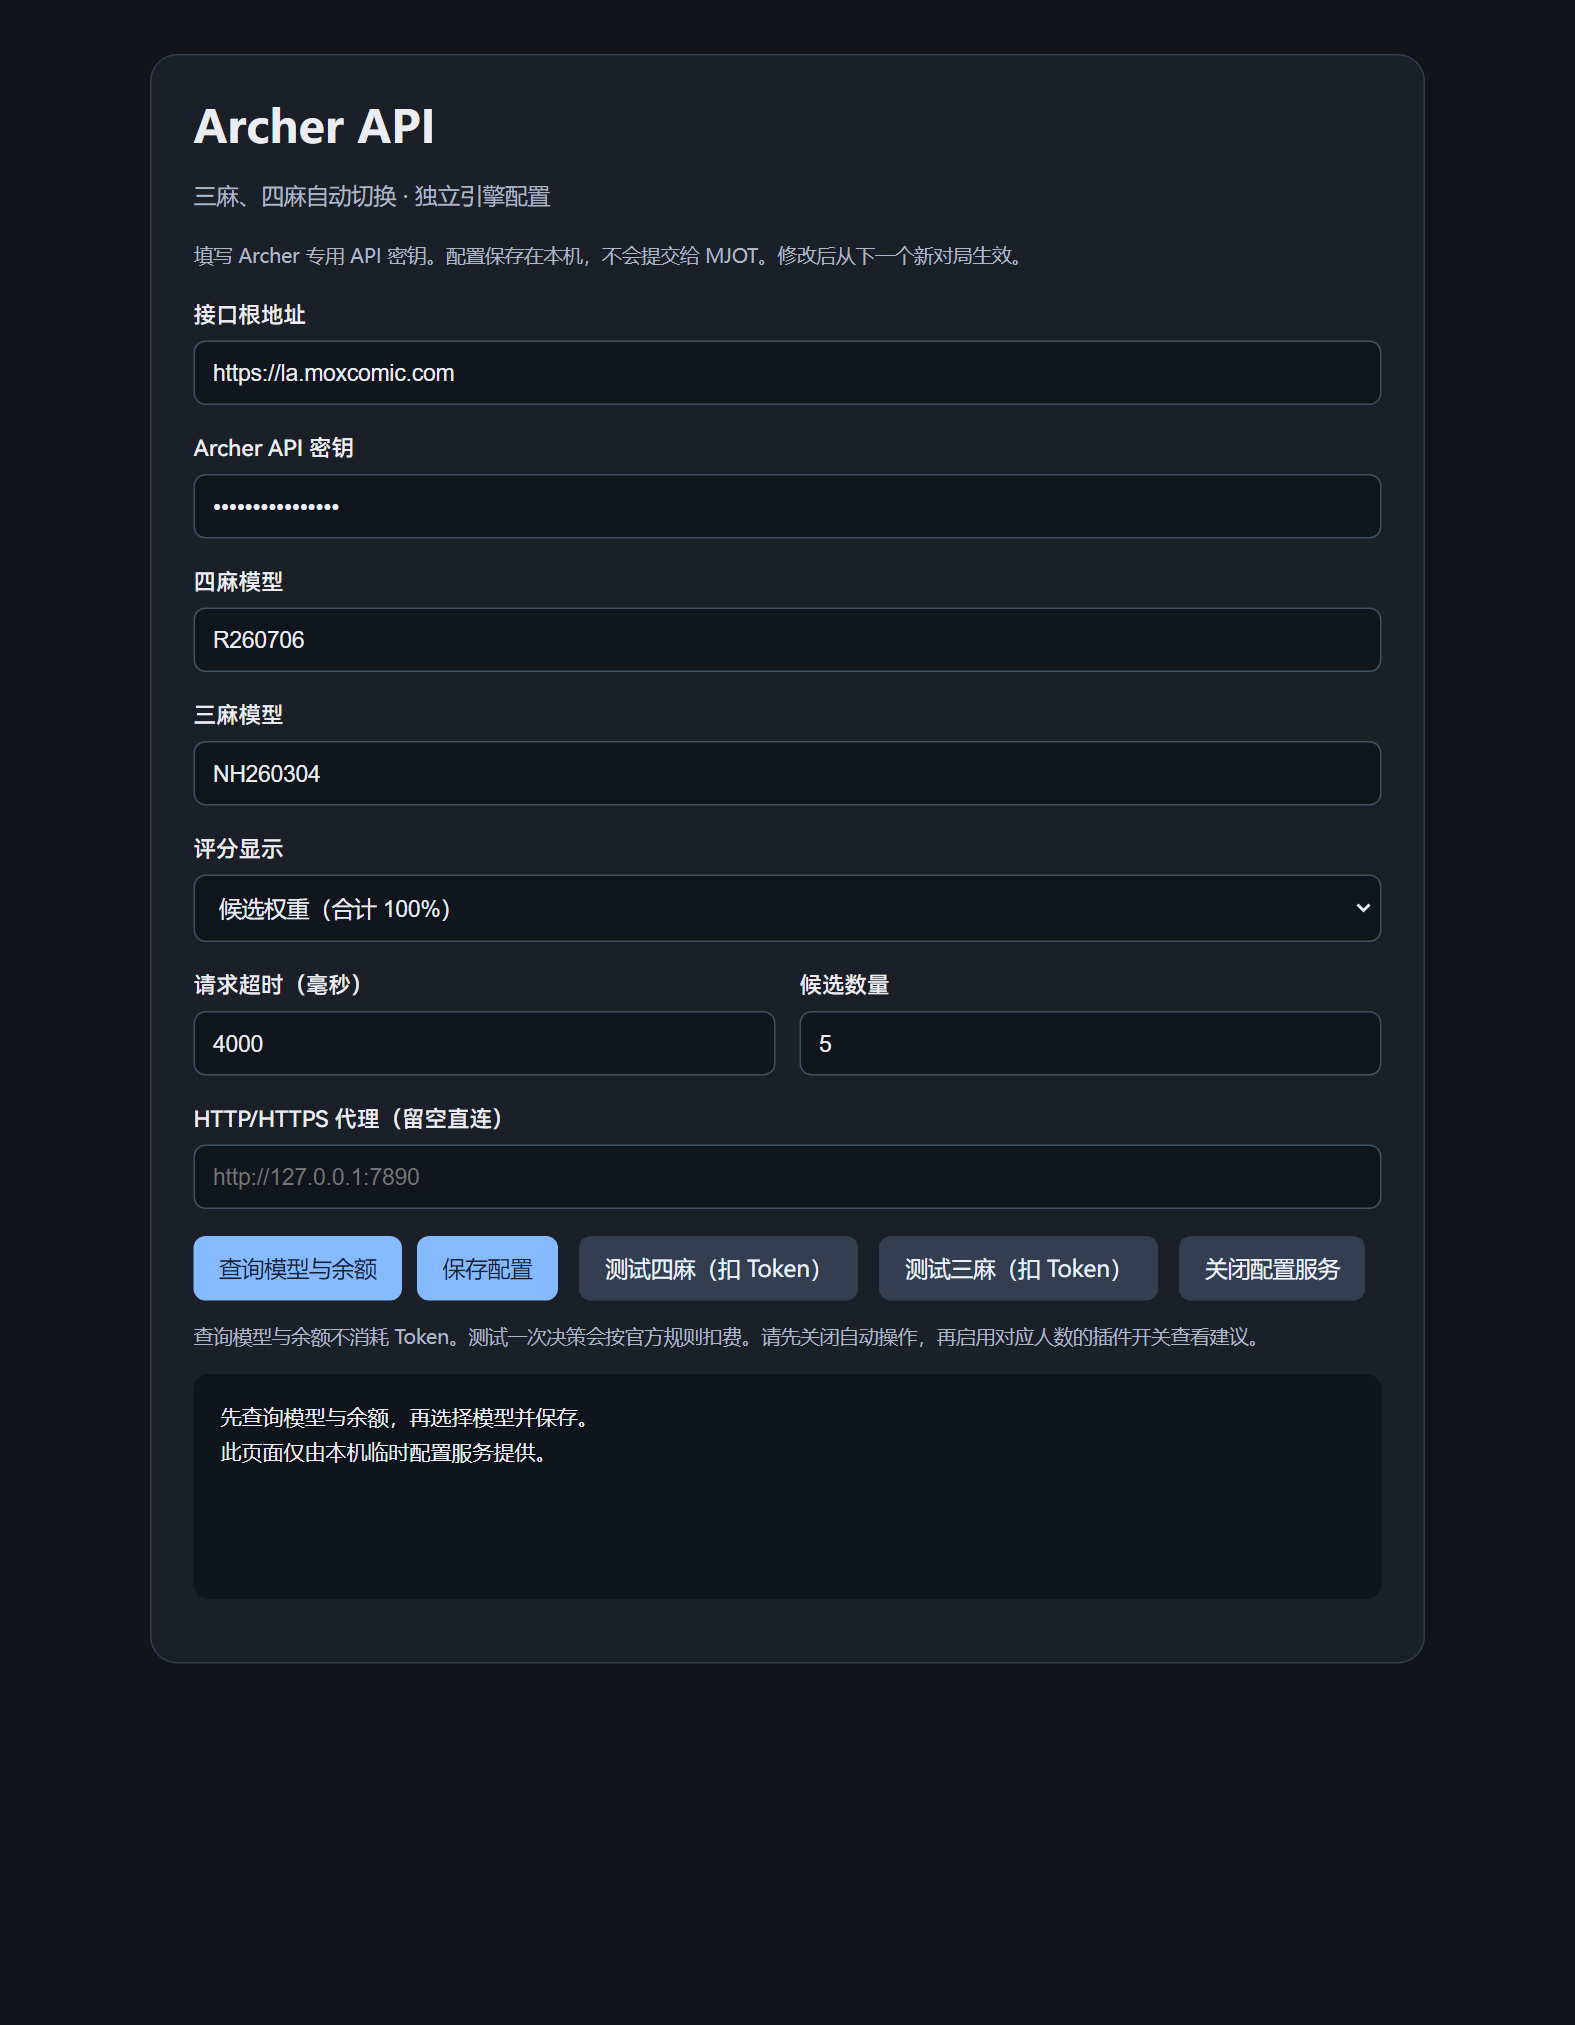 Archer API
三麻、四麻自动切换 · 独立引擎配置
填写 Archer 专用 API 密钥。配置保存在本机，不会提交给 MJOT。修改后从下一个新对局生效。
接口根地址
https://la.moxcomic.com
Archer API 密钥
••••••••••••••••
四麻模型
R260706
三麻模型
NH260304
评分显示
候选权重（合计 100%）
请求超时（毫秒）
候选数量
4000
5
HTTP/HTTPS 代理（留空直连）
http://127.0.0.1:7890
查询模型与余额
保存配置
测试四麻（扣 Token）
测试三麻（扣 Token）
关闭配置服务
查询模型与余额不消耗 Token。测试一次决策会按官方规则扣费。请先关闭自动操作，再启用对应人数的插件开关查看建议。
先查询模型与余额，再选择模型并保存。
此页面仅由本机临时配置服务提供。